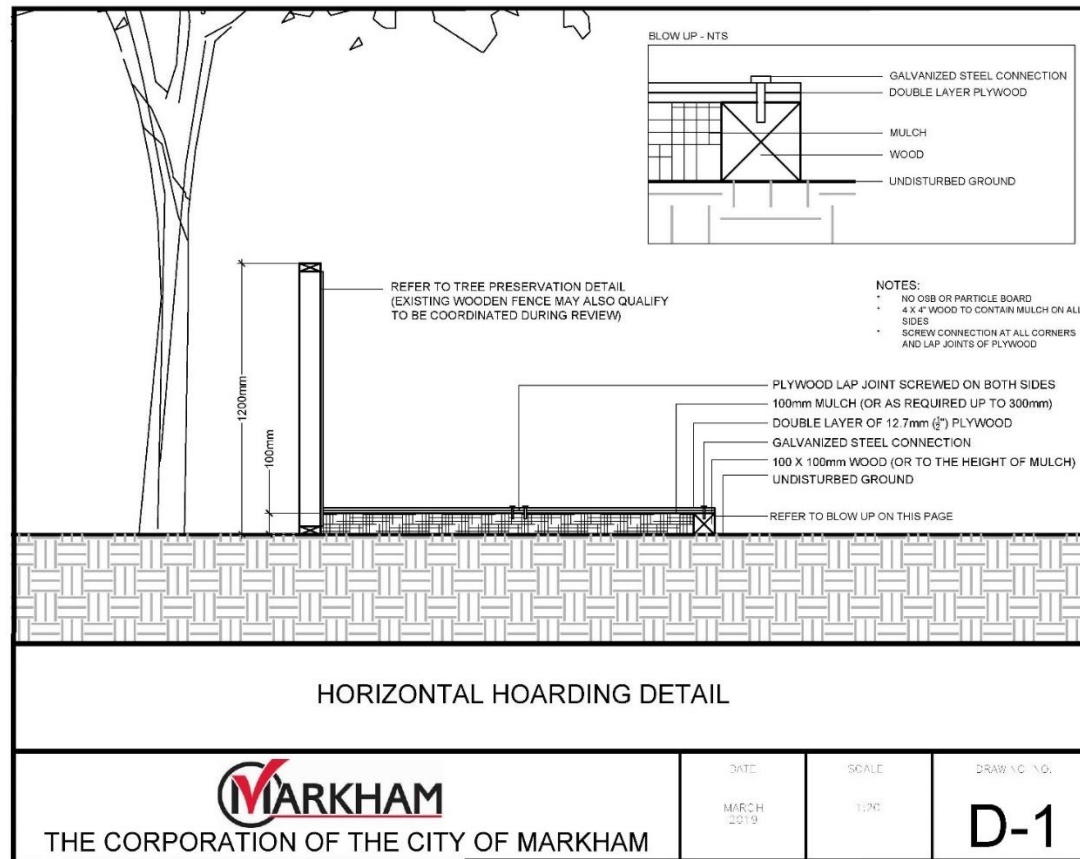 BLOW UP - NTS
GALVANIZED STEEL CONNECTION
DOUBLE LAYER PLYWOOD
MULCH
WOOD
UNDISTURBED GROUND
REFER TO TREE PRESERVATION DETAIL
(EXISTING WOODEN FENCE MAY ALSO QUALIFY
TO BE COORDINATED DURING REVIEW)
NOTES:
* NO OSB OR PARTICLE BOARD
* 4 X 4" WOOD TO CONTAIN MULCH ON ALL
SIDES
* SCREW CONNECTION AT ALL CORNERS
AND LAP JOINTS OF PLYWOOD
1200mm
100mm
PLYWOOD LAP JOINT SCREWED ON BOTH SIDES
100mm MULCH (OR AS REQUIRED UP TO 300mm)
DOUBLE LAYER OF 12.7mm (½") PLYWOOD
GALVANIZED STEEL CONNECTION
100 X 100mm WOOD (OR TO THE HEIGHT OF MULCH)
UNDISTURBED GROUND
REFER TO BLOW UP ON THIS PAGE
HORIZONTAL HOARDING DETAIL
MARKHAM
THE CORPORATION OF THE CITY OF MARKHAM
DATE
MARCH
2019
SCALE
1:20
DRAWING NO.
D-1